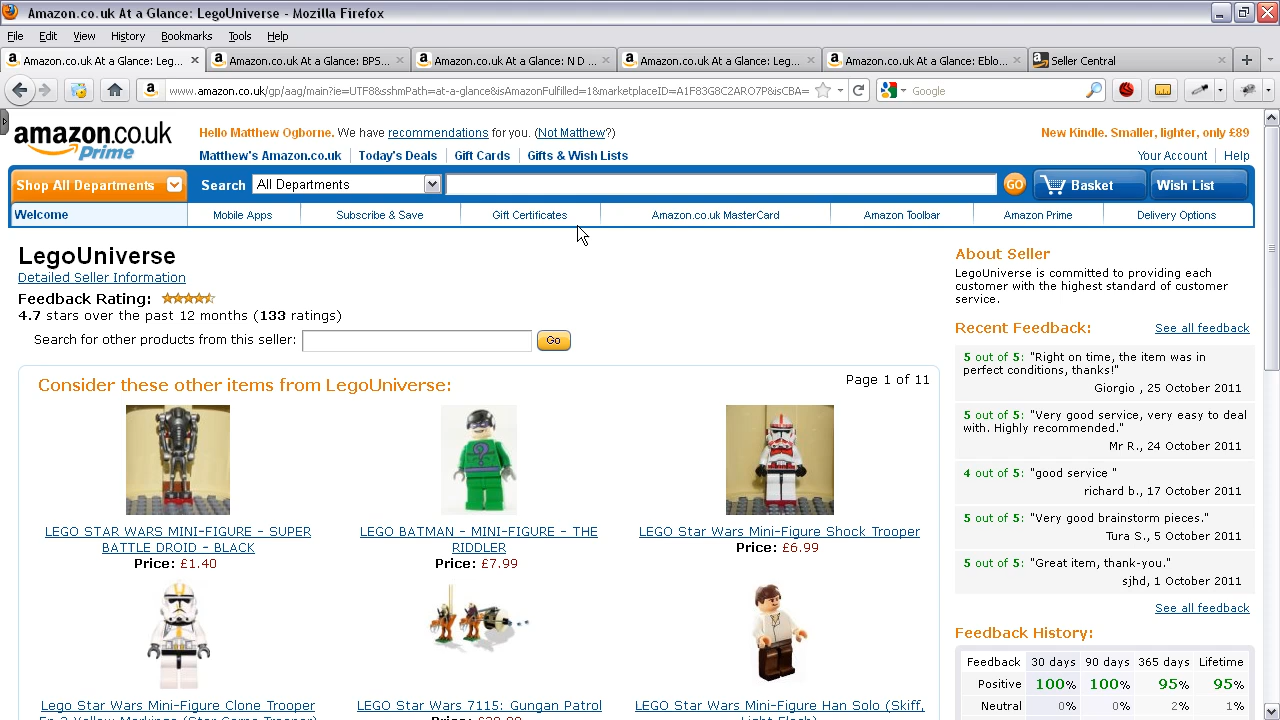 Amazon.co.uk At a Glance: LegoUniverse - Mozilla Firefox
File Edit View History Bookmarks Tools Help
Amazon.co.uk At a Glance: Leg... Amazon.co.uk At a Glance: BPS... Amazon.co.uk At a Glance: N D ... Amazon.co.uk At a Glance: Leg... Amazon.co.uk At a Glance: Eblo... Seller Central
www.amazon.co.uk/gp/aag/main?ie=UTF8&sshmPath=at-a-glance&isAmazonFulfilled=1&marketplaceID= Google
amazon.co.uk
Prime
Hello Matthew Ogborne. We have recommendations for you. (Not Matthew?)
New Kindle. Smaller, lighter, only £89
Matthew's Amazon.co.uk Today's Deals Gift Cards Gifts & Wish Lists
Your Account Help
Shop All Departments Search All Departments GO Basket Wish List
Welcome Mobile Apps Subscribe & Save Gift Certificates Amazon.co.uk MasterCard Amazon Toolbar Amazon Prime Delivery Options
LegoUniverse
Detailed Seller Information
Feedback Rating:
4.7 stars over the past 12 months (133 ratings)
Search for other products from this seller: Go
Consider these other items from LegoUniverse:
Page 1 of 11
LEGO STAR WARS MINI-FIGURE - SUPER
BATTLE DROID - BLACK
Price: £1.40
LEGO BATMAN - MINI-FIGURE - THE
RIDDLER
Price: £7.99
LEGO Star Wars Mini-Figure Shock Trooper
Price: £6.99
Lego Star Wars Mini-Figure Clone Trooper
Ep.3 Yellow Markings (Star Corps Trooper)
Lego Star Wars 7115: Gungan Patrol
LEGO Star Wars Mini-Figure Han Solo (Skiff,
Light Flesh)
About Seller
LegoUniverse is committed to providing each
customer with the highest standard of customer
service.
Recent Feedback: See all feedback
5 out of 5: "Right on time, the item was in
perfect conditions, thanks!"
Giorgio , 25 October 2011
5 out of 5: "Very good service, very easy to deal
with. Highly recommended."
Mr R., 24 October 2011
4 out of 5: "good service "
richard b., 17 October 2011
5 out of 5: "Very good brainstorm pieces."
Tura S., 5 October 2011
5 out of 5: "Great item, thank-you."
sjhd, 1 October 2011
See all feedback
Feedback History:
Feedback 30 days 90 days 365 days Lifetime
Positive 100% 100% 95% 95%
Neutral 0% 0% 2% 1%